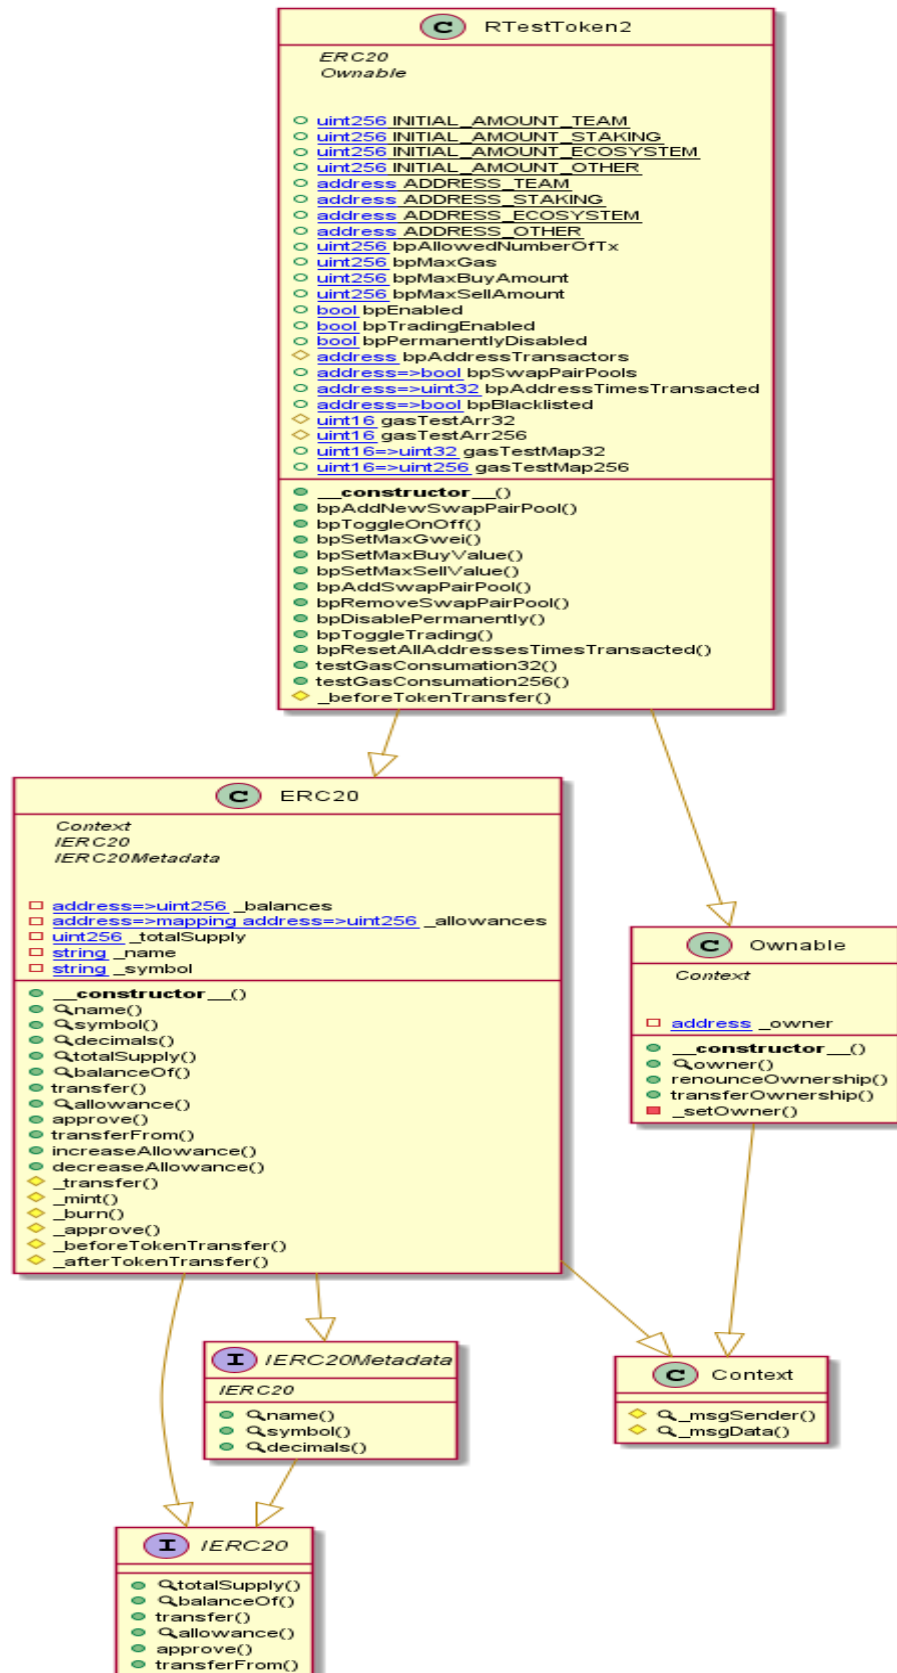 C RTestToken2
ERC20
Ownable
uint256 INITIAL_AMOUNT_TEAM
uint256 INITIAL_AMOUNT_STAKING
uint256 INITIAL_AMOUNT_ECOSYSTEM
uint256 INITIAL_AMOUNT_OTHER
address ADDRESS_TEAM
address ADDRESS_STAKING
address ADDRESS_ECOSYSTEM
address ADDRESS_OTHER
uint256 bpAllowedNumberOfTx
uint256 bpMaxGas
uint256 bpMaxBuyAmount
uint256 bpMaxSellAmount
bool bpEnabled
bool bpTradingEnabled
bool bpPermanentlyDisabled
address bpAddressTransactors
address=>bool bpSwapPairPools
address=>uint32 bpAddressTimesTransacted
address=>bool bpBlacklisted
uint16 gasTestArr32
uint16 gasTestArr256
uint16=>uint32 gasTestMap32
uint16=>uint256 gasTestMap256
__constructor__()
bpAddNewSwapPairPool()
bpToggleOnOff()
bpSetMaxGwei()
bpSetMaxBuyValue()
bpSetMaxSellValue()
bpAddSwapPairPool()
bpRemoveSwapPairPool()
bpDisablePermanently()
bpToggleTrading()
bpResetAllAddressesTimesTransacted()
testGasConsumation32()
testGasConsumation256()
_beforeTokenTransfer()
C ERC20
Context
IERC20
IERC20Metadata
address=>uint256 _balances
address=>mapping address=>uint256 _allowances
uint256 _totalSupply
string _name
string _symbol
__constructor__()
name()
symbol()
decimals()
totalSupply()
balanceOf()
transfer()
allowance()
approve()
transferFrom()
increaseAllowance()
decreaseAllowance()
_transfer()
_mint()
_burn()
_approve()
_beforeTokenTransfer()
_afterTokenTransfer()
C Ownable
Context
address _owner
__constructor__()
owner()
renounceOwnership()
transferOwnership()
_setOwner()
I IERC20Metadata
IERC20
name()
symbol()
decimals()
C Context
_msgSender()
_msgData()
I IERC20
totalSupply()
balanceOf()
transfer()
allowance()
approve()
transferFrom()